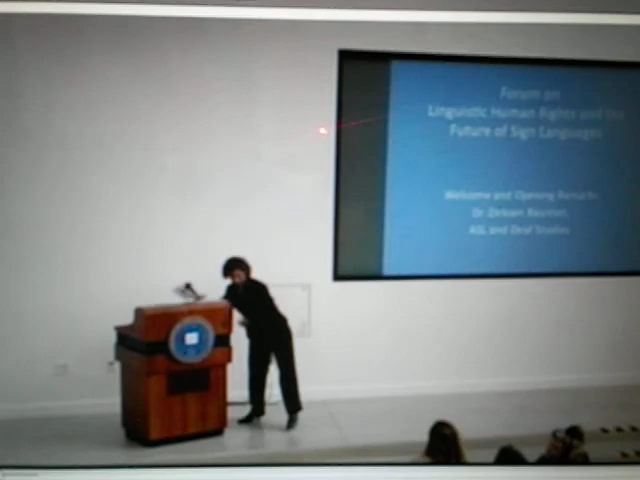 Forum on
Linguistic Human Rights and the
Future of Sign Languages
Welcome and Opening Remarks
Dr.
ASL and Deaf Studies